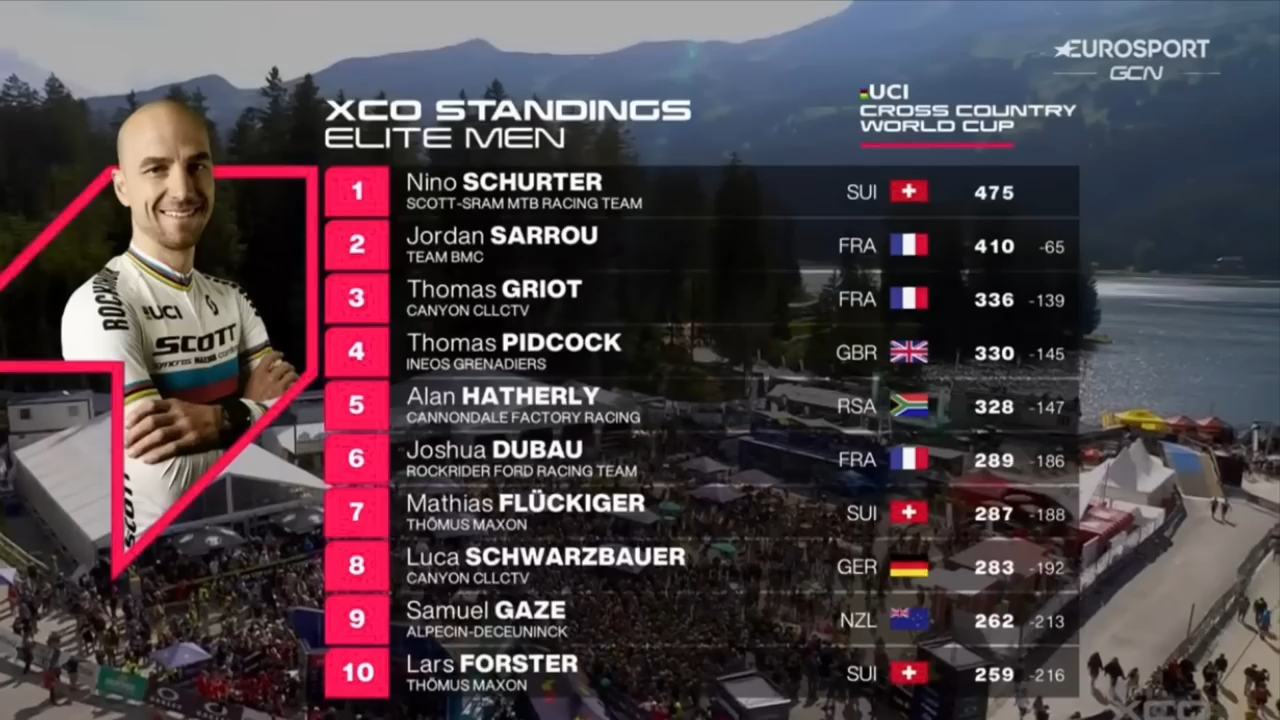 EUROSPORT
GCN
XCO STANDINGS
ELITE MEN
UCI
CROSS COUNTRY
WORLD CUP
1 Nino SCHURTER SUI 475
SCOTT-SRAM MTB RACING TEAM
2 Jordan SARROU FRA 410 -65
TEAM BMC
3 Thomas GRIOT FRA 336 -139
CANYON CLLCTV
4 Thomas PIDCOCK GBR 330 -145
INEOS GRENADIERS
5 Alan HATHERLY RSA 328 -147
CANNONDALE FACTORY RACING
6 Joshua DUBAU FRA 289 -186
ROCKRIDER FORD RACING TEAM
7 Mathias FLÜCKIGER SUI 287 -188
THÖMUS MAXON
8 Luca SCHWARZBAUER GER 283 -192
CANYON CLLCTV
9 Samuel GAZE NZL 262 -213
ALPECIN-DECEUNINCK
10 Lars FORSTER SUI 259 -216
THÖMUS MAXON
UCI
SCOTT
SCOTT